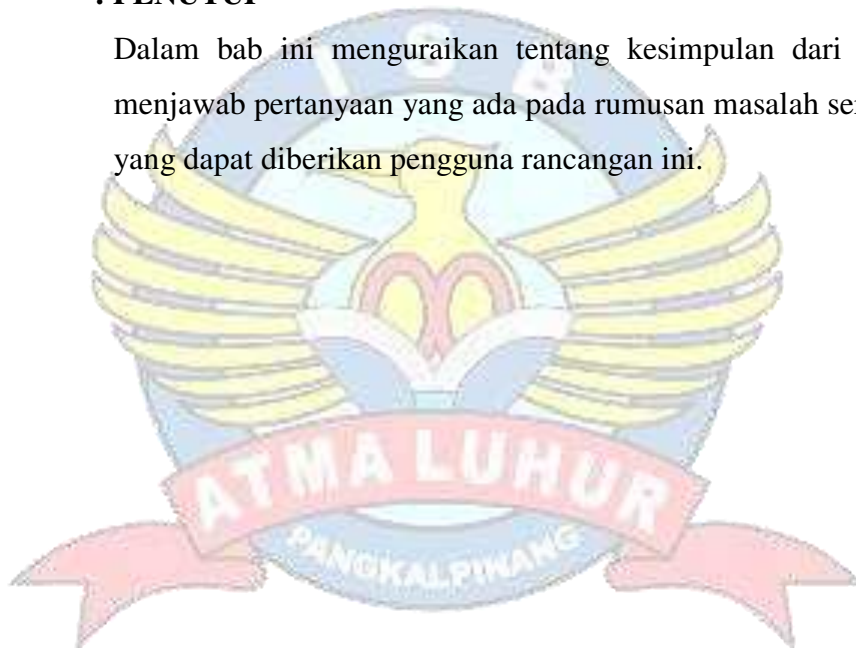 Dalam bab ini menguraikan tentang kesimpulan dari
menjawab pertanyaan yang ada pada rumusan masalah
yang dapat diberikan pengguna rancangan ini.
I S B
ATMA LUHUR
PANGKALPINANG